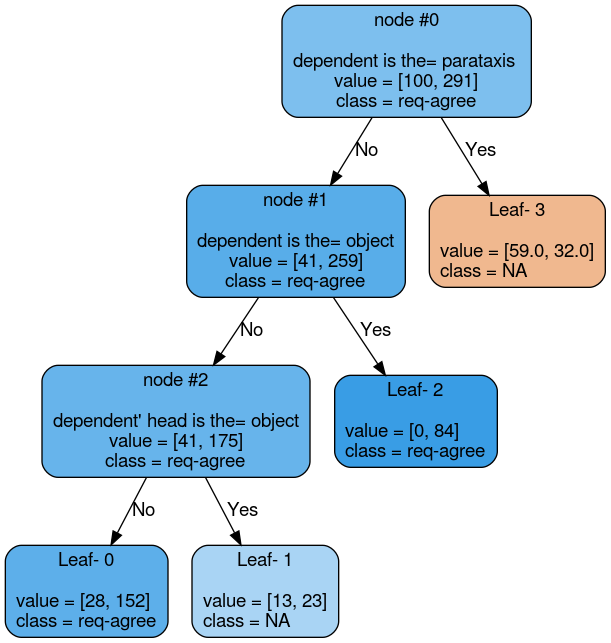 node #0
dependent is the= parataxis
value = [100, 291]
class = req-agree
No
Yes
node #1
dependent is the= object
value = [41, 259]
class = req-agree
Leaf- 3
value = [59.0, 32.0]
class = NA
No
Yes
node #2
dependent' head is the= object
value = [41, 175]
class = req-agree
Leaf- 2
value = [0, 84]
class = req-agree
No
Yes
Leaf- 0
value = [28, 152]
class = req-agree
Leaf- 1
value = [13, 23]
class = NA